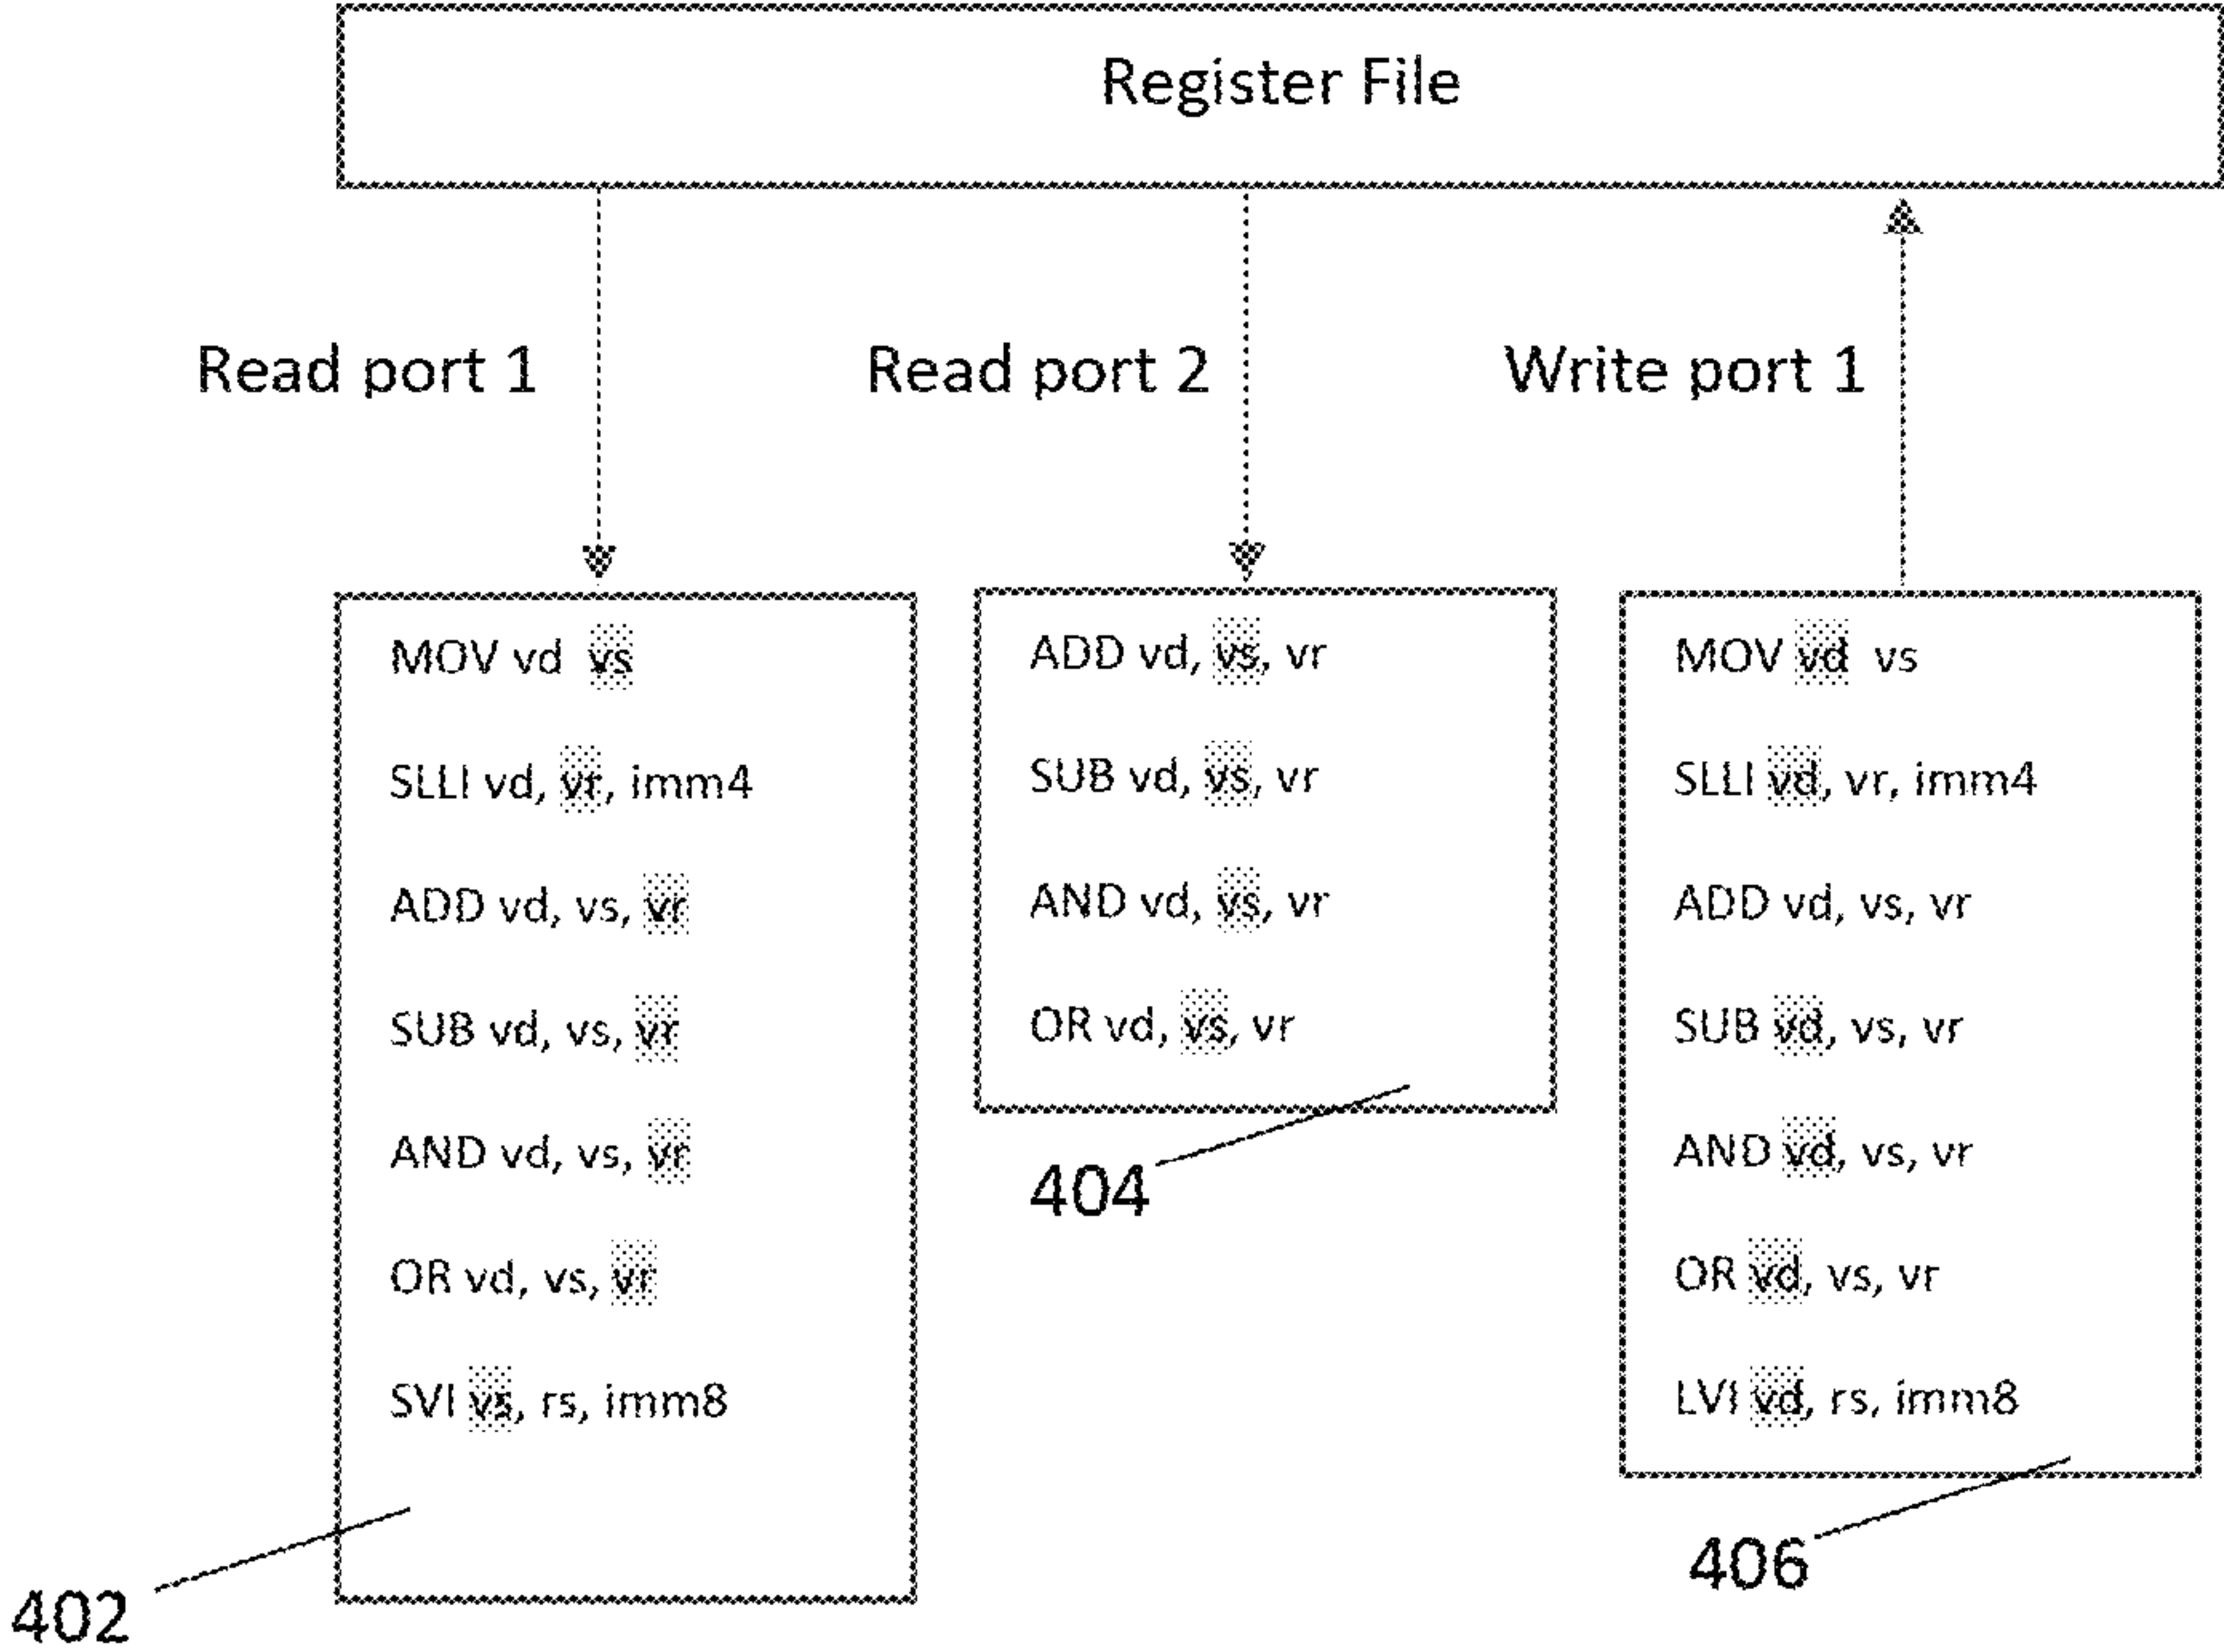 Register File
Read port 1
Read port 2
Write port 1
MOV vd vs
SLLI vd, vr, imm4
ADD vd, vs, vr
SUB vd, vs, vr
AND vd, vs, vr
OR vd, vs, vr
SVI vs, rs, imm8
402
ADD vd, vs, vr
SUB vd, vs, vr
AND vd, vs, vr
OR vd, vs, vr
404
MOV vd vs
SLLI vd, vr, imm4
ADD vd, vs, vr
SUB vd, vs, vr
AND vd, vs, vr
OR vd, vs, vr
LVI vd, rs, imm8
406